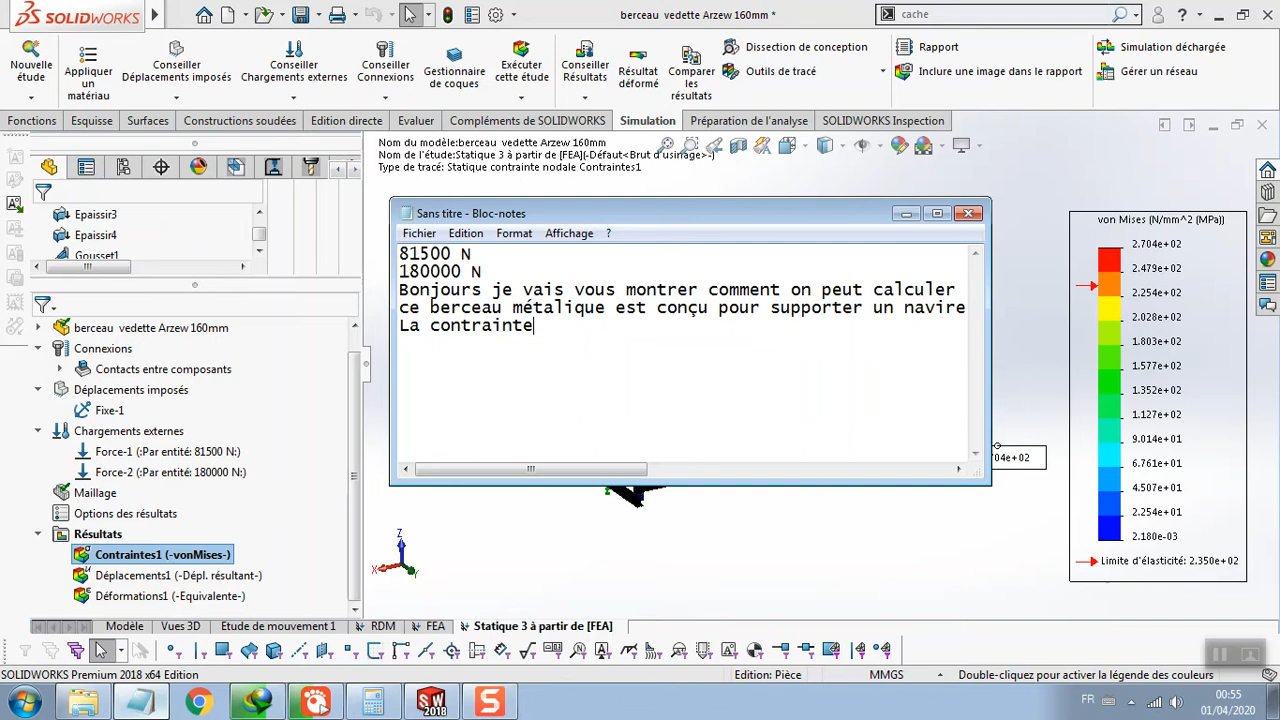 SOLIDWORKS
berceau vedette Arzew 160mm *
cache
Nouvelle étude
Appliquer un matériau
Conseiller Déplacements imposés
Conseiller Chargements externes
Conseiller Connexions
Gestionnaire de coques
Exécuter cette étude
Conseiller Résultats
Résultat déformé
Comparer les résultats
Dissection de conception
Outils de tracé
Rapport
Inclure une image dans le rapport
Simulation déchargée
Gérer un réseau
Fonctions
Esquisse
Surfaces
Constructions soudées
Edition directe
Evaluer
Compléments de SOLIDWORKS
Simulation
Préparation de l'analyse
SOLIDWORKS Inspection
Nom du modèle:berceau vedette Arzew 160mm
Nom de l'étude:Statique 3 à partir de [FEA](-Défaut<Brut d'usinage>-)
Type de tracé: Statique contrainte nodale Contraintes1
Epaissir3
Epaissir4
Gousset1
berceau vedette Arzew 160mm
Connexions
Contacts entre composants
Déplacements imposés
Fixe-1
Chargements externes
Force-1 (:Par entité: 81500 N:)
Force-2 (:Par entité: 180000 N:)
Maillage
Options des résultats
Résultats
Contraintes1 (-vonMises-)
Déplacements1 (-Dépl. résultant-)
Déformations1 (-Equivalente-)
Sans titre - Bloc-notes
Fichier Edition Format Affichage ?
81500 N
180000 N
Bonjours je vais vous montrer comment on peut calculer
ce berceau métalique est conçu pour supporter un navire
La contrainte
04e+02
von Mises (N/mm^2 (MPa))
2.704e+02
2.479e+02
2.254e+02
2.028e+02
1.803e+02
1.577e+02
1.352e+02
1.127e+02
9.014e+01
6.761e+01
4.507e+01
2.254e+01
2.180e-03
Limite d'élasticité: 2.350e+02
X
Y
Z
Modèle
Vues 3D
Etude de mouvement 1
RDM
FEA
Statique 3 à partir de [FEA]
SOLIDWORKS Premium 2018 x64 Edition
Edition: Pièce
MMGS
Double-cliquez pour activer la légende des couleurs
SW
2018
S
FR
00:55
01/04/2020